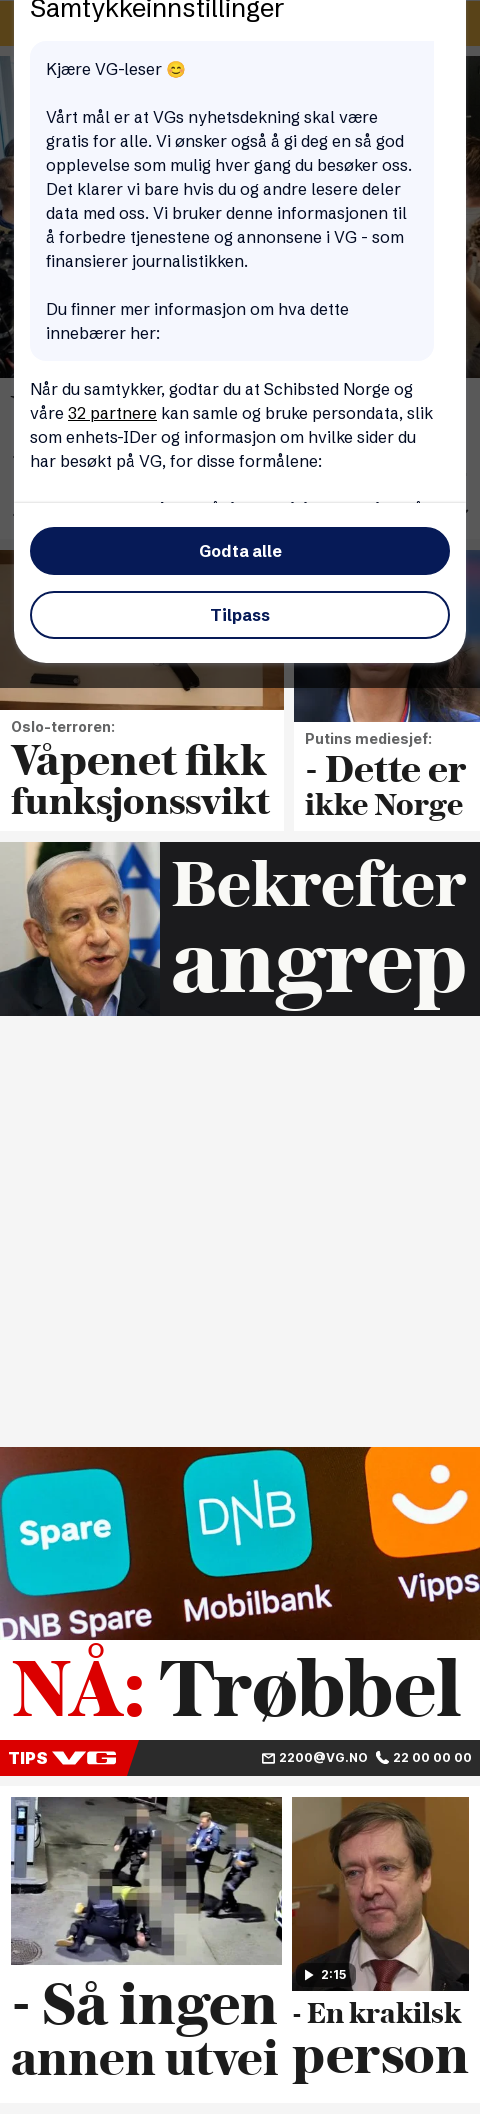 Samtykkeinnstillinger
Kjære VG-leser 😊
Vårt mål er at VGs nyhetsdekning skal være
gratis for alle. Vi ønsker også å gi deg en så god
opplevelse som mulig hver gang du besøker oss.
Det klarer vi bare hvis du og andre lesere deler
data med oss. Vi bruker denne informasjonen til
å forbedre tjenestene og annonsene i VG - som
finansierer journalistikken.
Du finner mer informasjon om hva dette
innebærer her:
Når du samtykker, godtar du at Schibsted Norge og
våre 32 partnere kan samle og bruke persondata, slik
som enhets-IDer og informasjon om hvilke sider du
har besøkt på VG, for disse formålene:
Godta alle
Tilpass
Oslo-terroren:
Våpenet fikk
funksjonssvikt
Putins mediesjef:
- Dette er
ikke Norge
Bekrefter
angrep
Spare
DNB
Vipps
Mobilbank
DNB Spare
NÅ: Trøbbel
TIPS VG
2200@VG.NO 22 00 00 00
- Så ingen
annen utvei
2:15
- En krakilsk
person